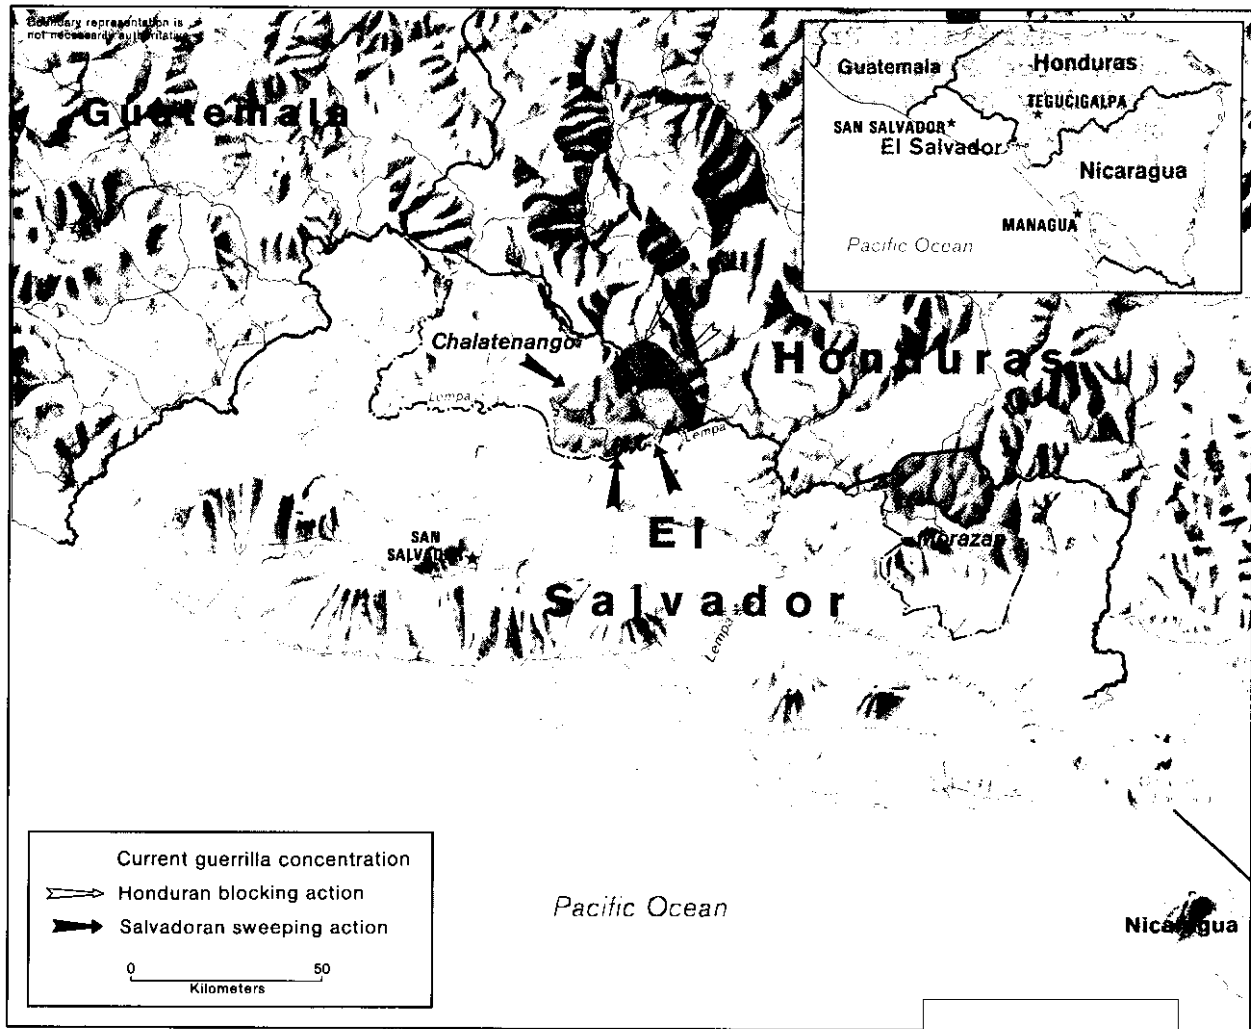 Boundary representation is
not necessarily authoritative
Guatemala
Guatemala
Honduras
TEGUCIGALPA
SAN SALVADOR
El Salvador
Nicaragua
MANAGUA
Pacific Ocean
Chalatenango
Honduras
Lempa
Lempa
Morazan
SAN
SALVADOR
El
Salvador
Lempa
Current guerrilla concentration
Honduran blocking action
Salvadoran sweeping action
0 50
Kilometers
Pacific Ocean
Nicaragua